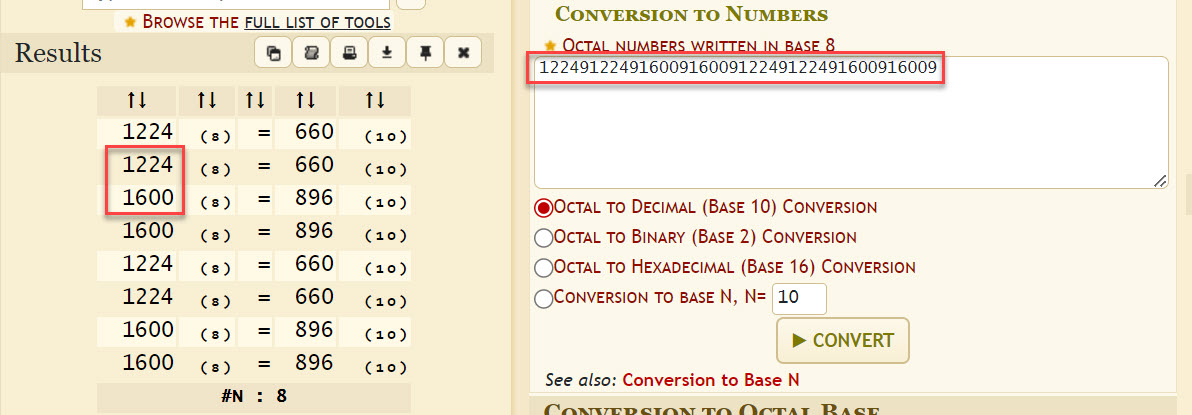 ★ Browse the full list of tools
Results
↑↓ ↑↓ ↑↓ ↑↓ ↑↓
1224 (8) = 660 (10)
1224 (8) = 660 (10)
1600 (8) = 896 (10)
1600 (8) = 896 (10)
1224 (8) = 660 (10)
1224 (8) = 660 (10)
1600 (8) = 896 (10)
1600 (8) = 896 (10)
#N : 8
Conversion to Numbers
★ Octal numbers written in base 8
1224912249160091600912249122491600916009
Octal to Decimal (Base 10) Conversion
Octal to Binary (Base 2) Conversion
Octal to Hexadecimal (Base 16) Conversion
Conversion to base N, N= 10
▶ CONVERT
See also: Conversion to Base N
Conversion to Octal Base